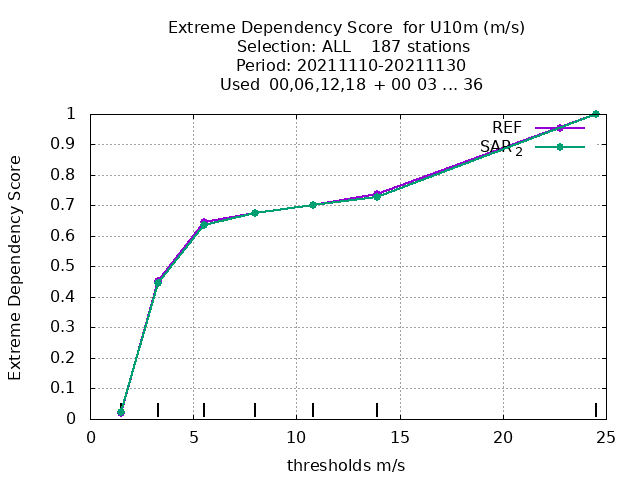 Extreme Dependency Score  for U10m (m/s)
Selection: ALL    187 stations
Period: 20211110-20211130
Used  00,06,12,18  + 00 03 ... 36
Extreme Dependency Score
1
0.9
0.8
0.7
0.6
0.5
0.4
0.3
0.2
0.1
0
REF
SAR2
0 5 10 15 20 25
thresholds m/s